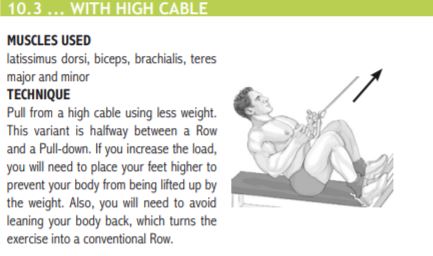 10.3 ... WITH HIGH CABLE
MUSCLES USED
latissimus dorsi, biceps, brachialis, teres
major and minor
TECHNIQUE
Pull from a high cable using less weight.
This variant is halfway between a Row
and a Pull-down. If you increase the load,
you will need to place your feet higher to
prevent your body from being lifted up by
the weight. Also, you will need to avoid
leaning your body back, which turns the
exercise into a conventional Row.